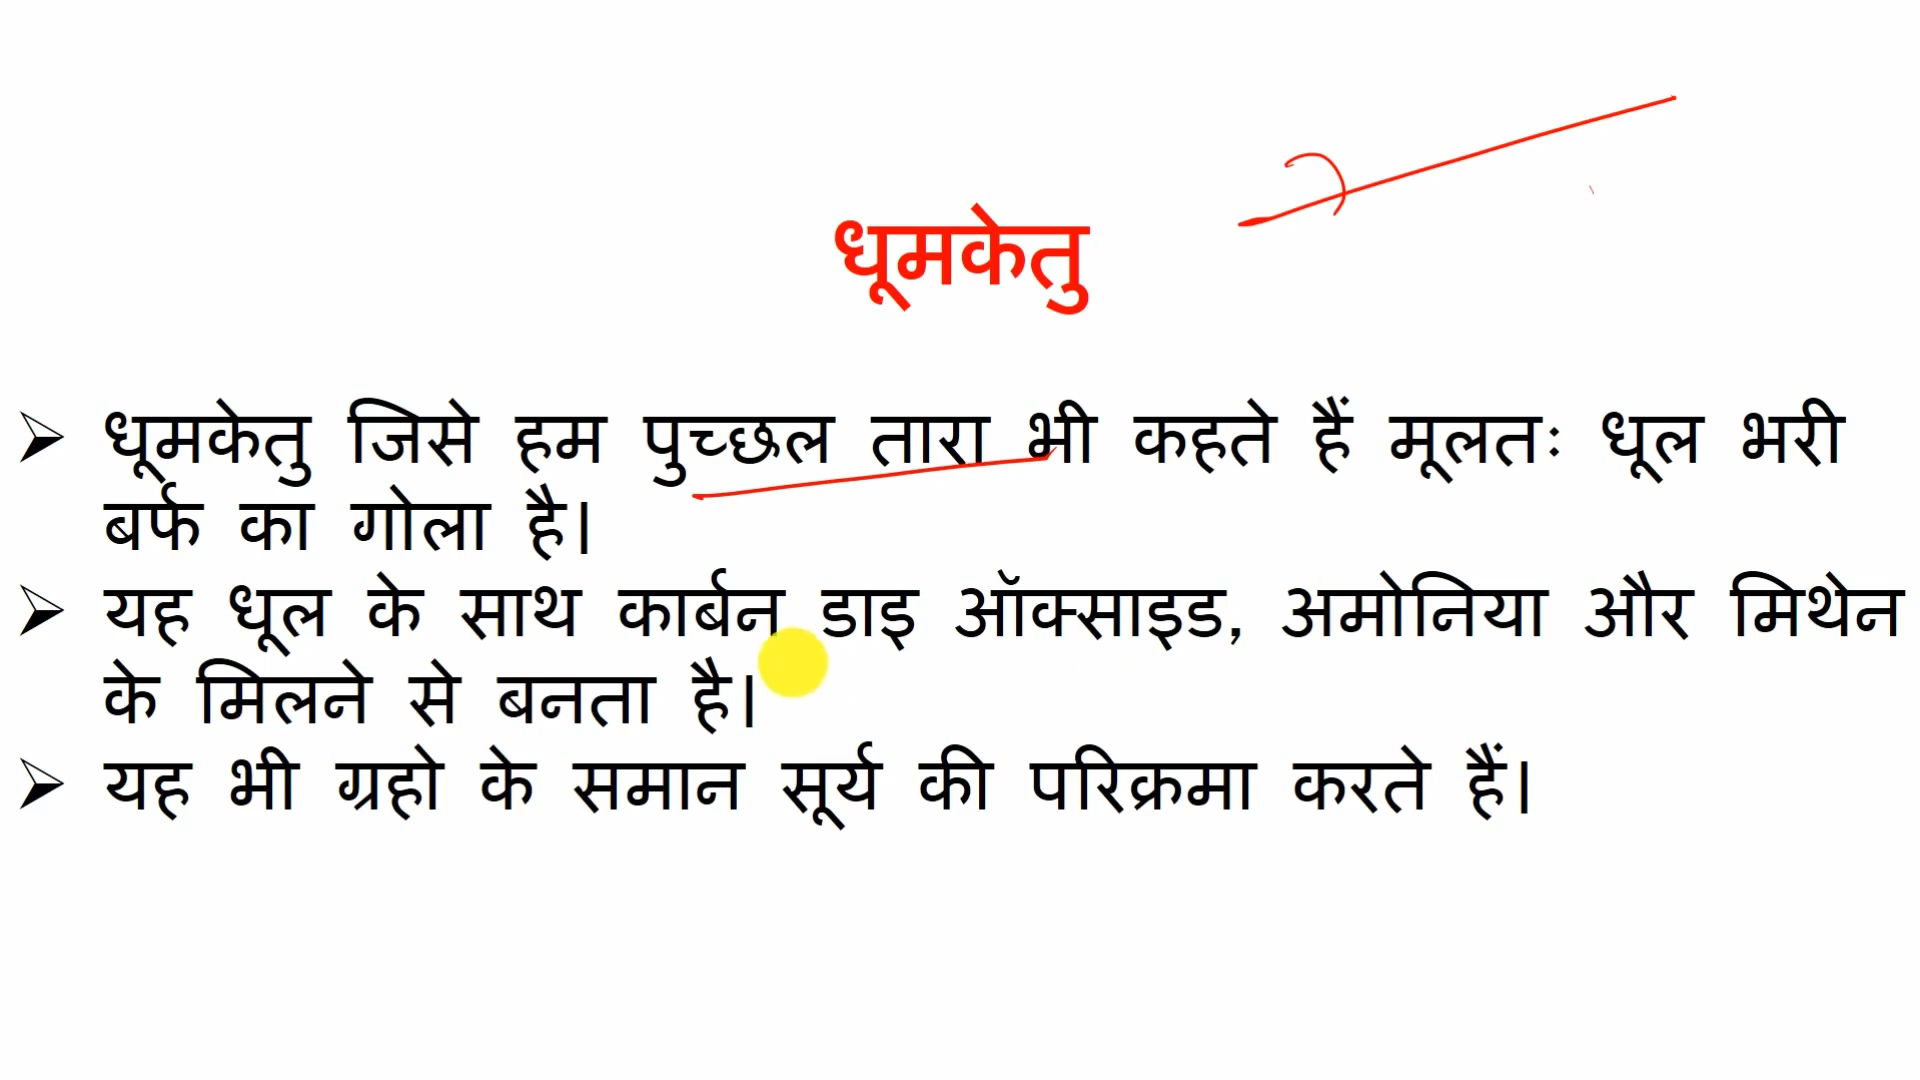 धूमकेतु
➢ धूमकेतु जिसे हम पुच्छल तारा भी कहते हैं मूलतः धूल भरी
बर्फ का गोला है।
➢ यह धूल के साथ कार्बन डाइ ऑक्साइड, अमोनिया और मिथेन
के मिलने से बनता है।
➢ यह भी ग्रहो के समान सूर्य की परिक्रमा करते हैं।